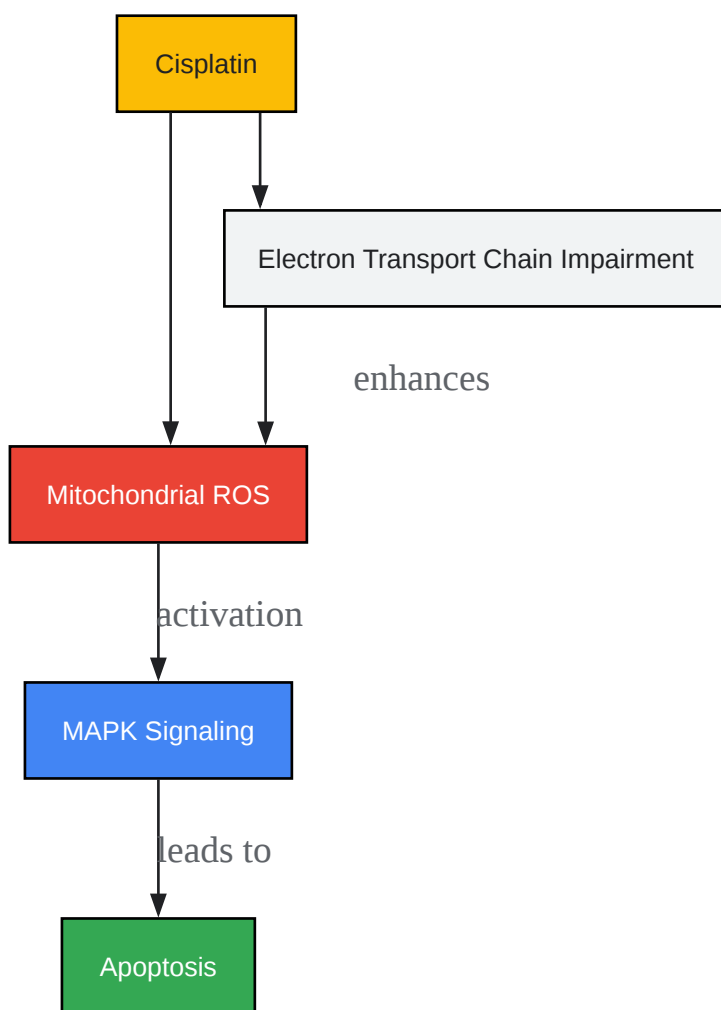 Cisplatin
Electron Transport Chain Impairment
enhances
Mitochondrial ROS
activation
MAPK Signaling
leads to
Apoptosis